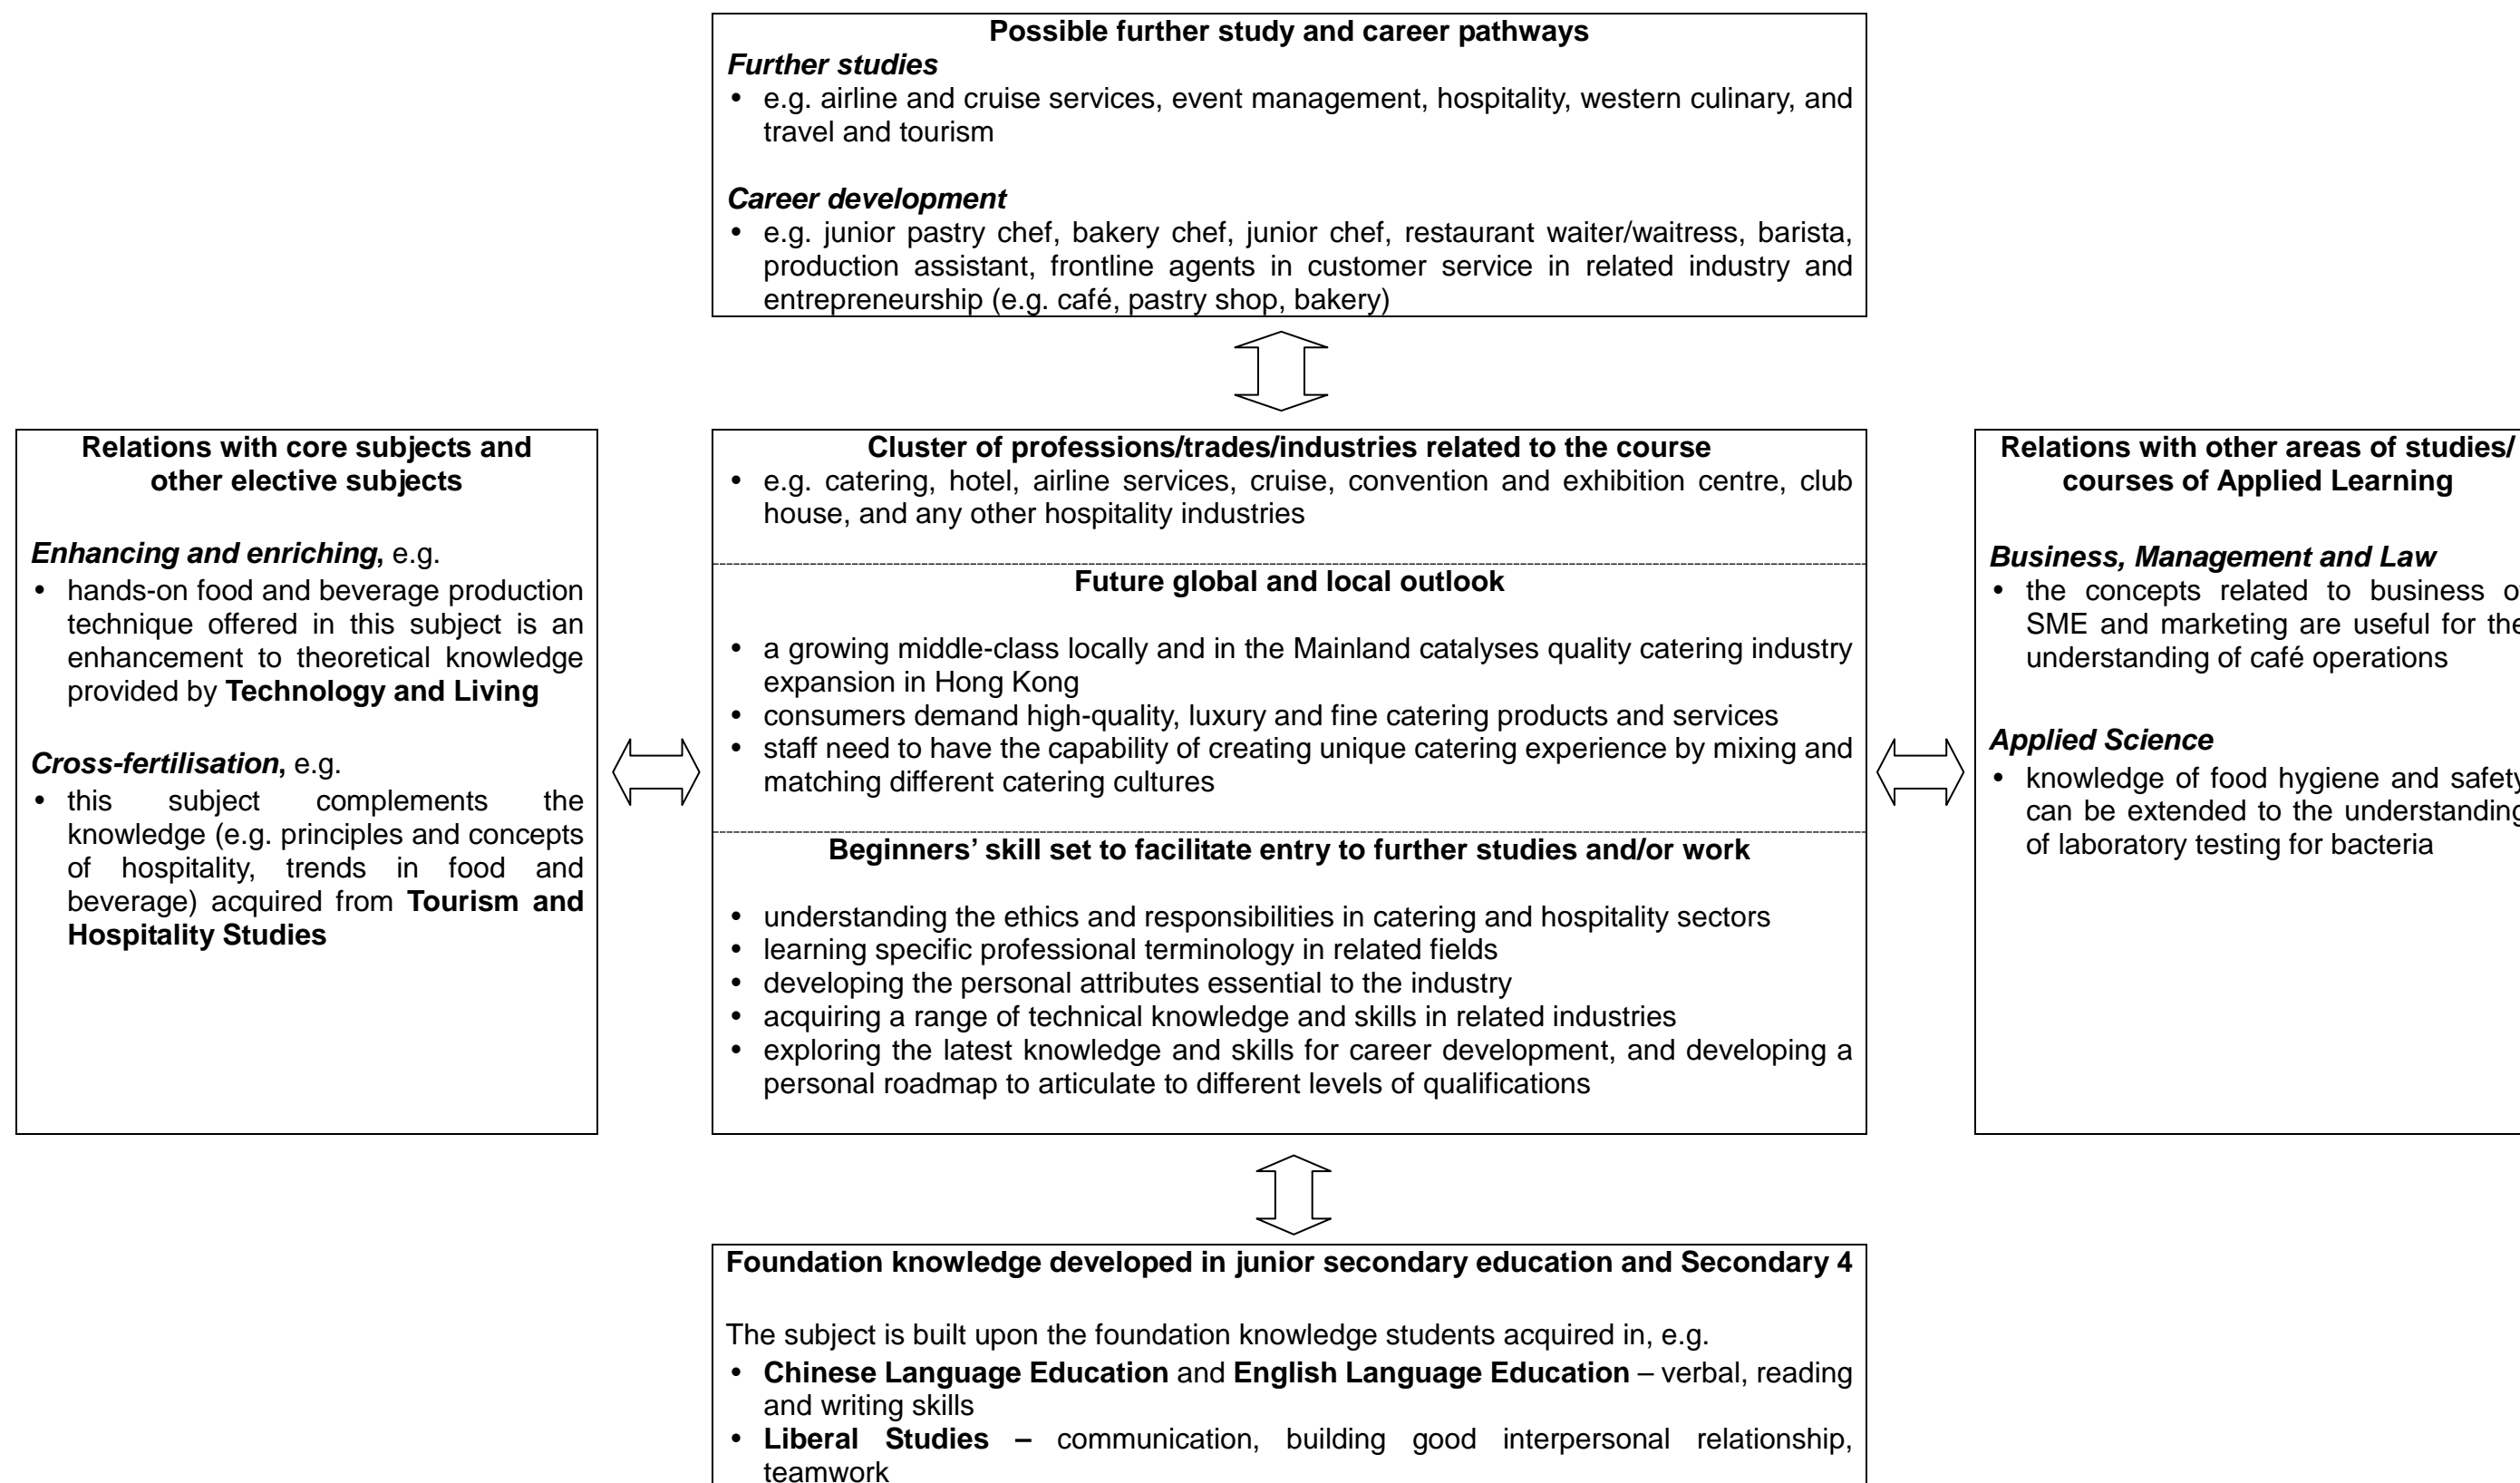 Possible further study and career pathways
Further studies
• e.g. airline and cruise services, event management, hospitality, western culinary, and
travel and tourism
Career development
• e.g. junior pastry chef, bakery chef, junior chef, restaurant waiter/waitress, barista,
production assistant, frontline agents in customer service in related industry and
entrepreneurship (e.g. café, pastry shop, bakery)
Relations with core subjects and
other elective subjects
Enhancing and enriching, e.g.
• hands-on food and beverage production
technique offered in this subject is an
enhancement to theoretical knowledge
provided by Technology and Living
Cross-fertilisation, e.g.
• this subject complements the
knowledge (e.g. principles and concepts
of hospitality, trends in food and
beverage) acquired from Tourism and
Hospitality Studies
Cluster of professions/trades/industries related to the course
• e.g. catering, hotel, airline services, cruise, convention and exhibition centre, club
house, and any other hospitality industries
Future global and local outlook
• a growing middle-class locally and in the Mainland catalyses quality catering industry
expansion in Hong Kong
• consumers demand high-quality, luxury and fine catering products and services
• staff need to have the capability of creating unique catering experience by mixing and
matching different catering cultures
Beginners’ skill set to facilitate entry to further studies and/or work
• understanding the ethics and responsibilities in catering and hospitality sectors
• learning specific professional terminology in related fields
• developing the personal attributes essential to the industry
• acquiring a range of technical knowledge and skills in related industries
• exploring the latest knowledge and skills for career development, and developing a
personal roadmap to articulate to different levels of qualifications
Relations with other areas of studies/
courses of Applied Learning
Business, Management and Law
• the concepts related to business
SME and marketing are useful for
understanding of café operations
Applied Science
• knowledge of food hygiene and
can be extended to the
of laboratory testing for bacteria
Foundation knowledge developed in junior secondary education and Secondary 4
The subject is built upon the foundation knowledge students acquired in, e.g.
• Chinese Language Education and English Language Education – verbal, reading
and writing skills
• Liberal Studies – communication, building good interpersonal relationship,
teamwork